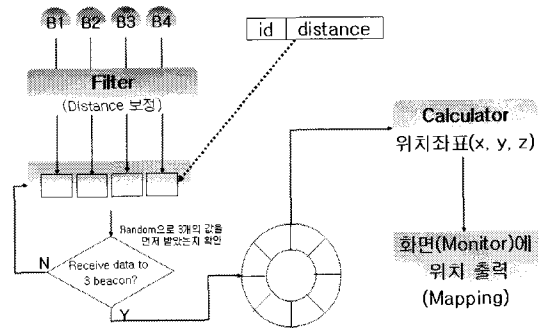 B1 B2 B3 B4
id distance
Filter
(Distance 보정)
Calculator
위치좌표(x, y, z)
Random으로 3개의 값을
먼저 받았는지 확인
N
Receive data to
3 beacon?
Y
화면(Monitor)에
위치 출력
(Mapping)